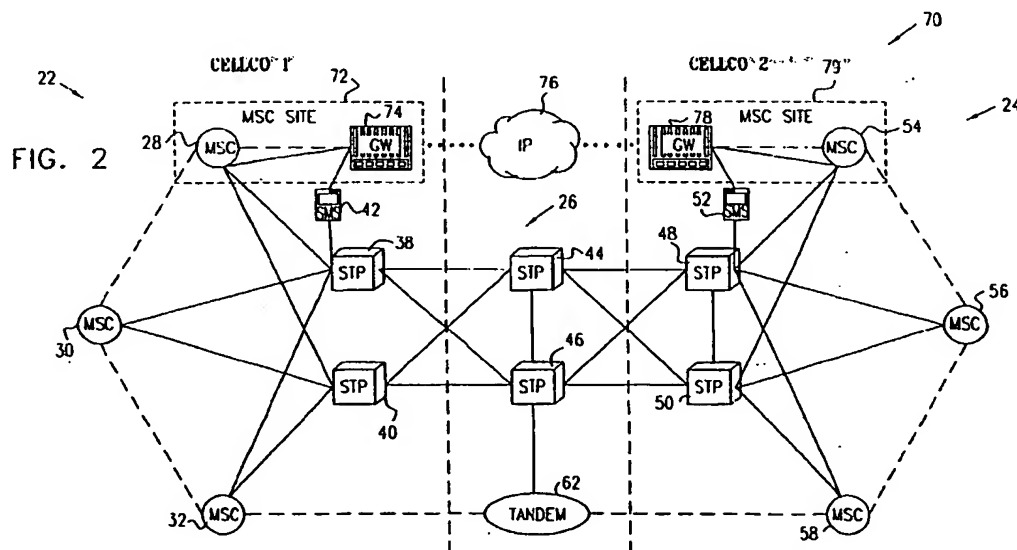 70
CELLCO 1
CELLCO 2
22
72
76
79
24
MSC SITE
74
78
MSC SITE
54
28
MSC
GW
IP
GW
MSC
FIG. 2
SMS
42
26
52
SMS
38
44
48
STP
STP
STP
56
MSC
30
46
MSC
STP
STP
STP
40
50
62
MSC
32
TANDEM
MSC
58